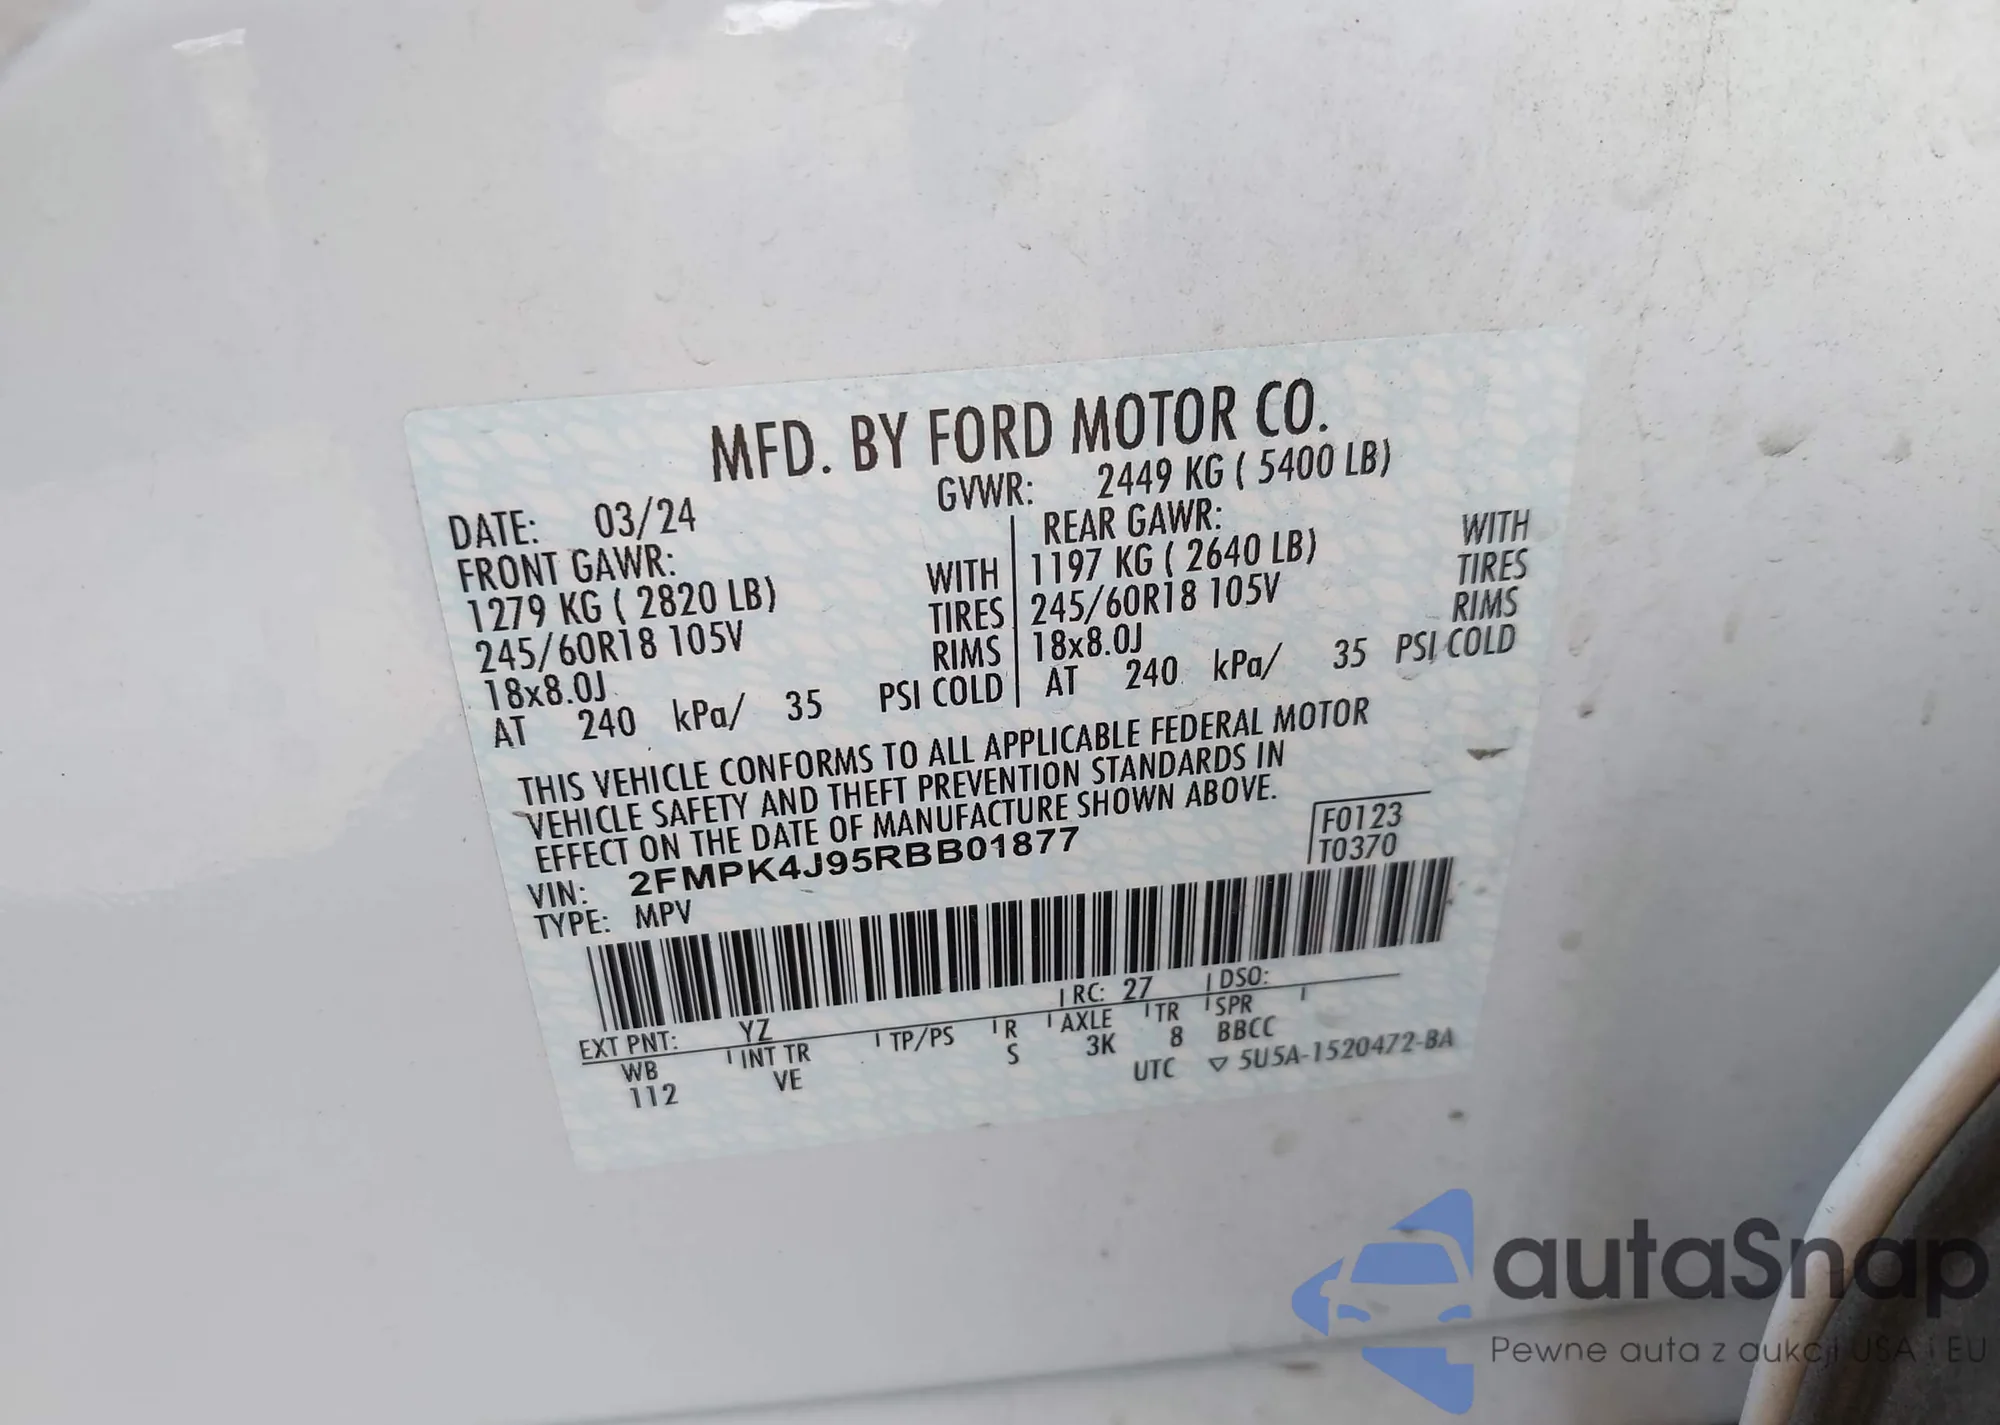 MFD. BY FORD MOTOR CO.
DATE: 03/24 GVWR: 2449 KG ( 5400 LB)
FRONT GAWR: REAR GAWR:
1279 KG ( 2820 LB) WITH 1197 KG ( 2640 LB) WITH
245/60R18 105V TIRES 245/60R18 105V TIRES
18x8.0J RIMS 18x8.0J RIMS
AT 240 kPa/ 35 PSI COLD AT 240 kPa/ 35 PSI COLD
THIS VEHICLE CONFORMS TO ALL APPLICABLE FEDERAL MOTOR
VEHICLE SAFETY AND THEFT PREVENTION STANDARDS IN
EFFECT ON THE DATE OF MANUFACTURE SHOWN ABOVE.
VIN: 2FMPK4J95RBB01877 F0123
TYPE: MPV T0370
EXT PNT: YZ RC: 27 DSO:
WB INT TR TP/PS R AXLE TR SPR
112 VE S 3K 8 BBCC
UTC ▽ 5U5A-1520472-BA
autaSnap
Pewne auta z aukcji USA i EU